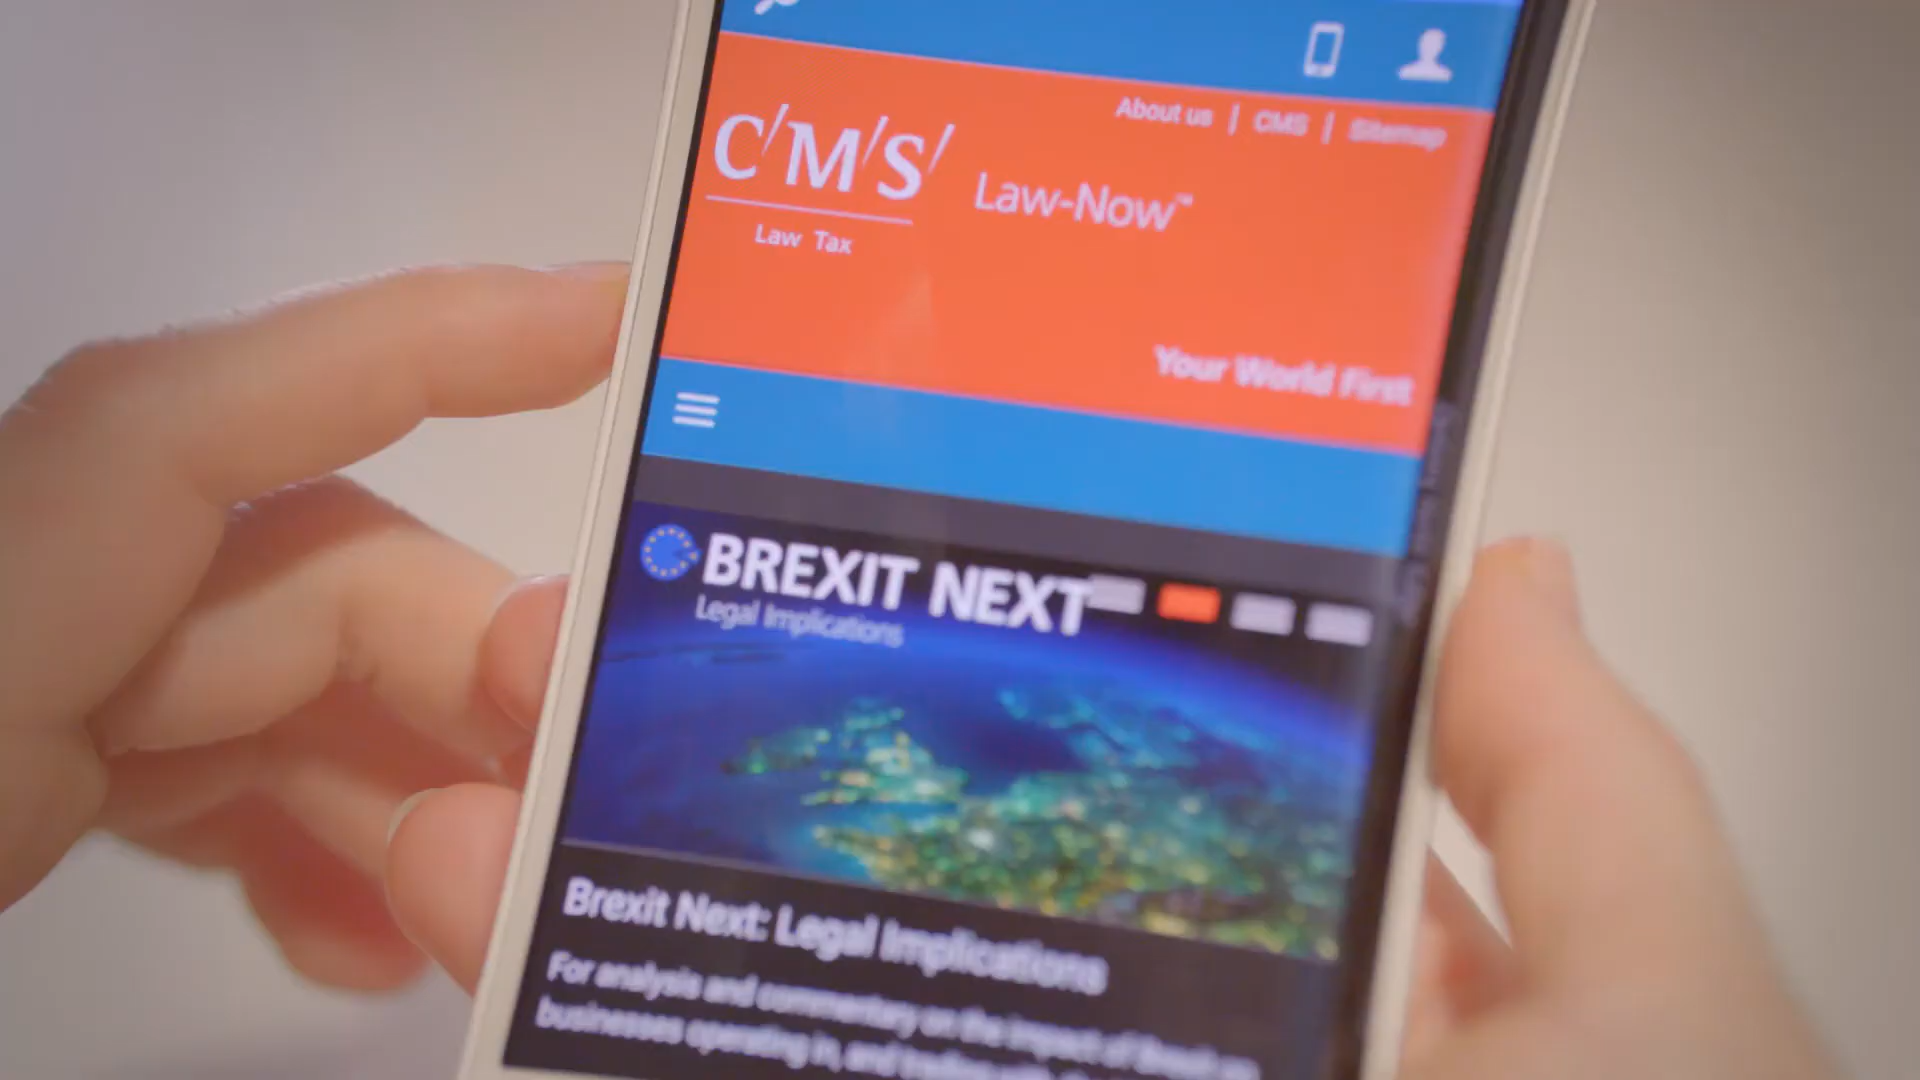 About us | CMS | Sitemap
C/M/S/ Law-Now™
Law Tax
Your World First
BREXIT NEXT
Legal Implications
Brexit Next: Legal Implications
For analysis and commentary on the impact of Brexit on
businesses operating in, and trading with